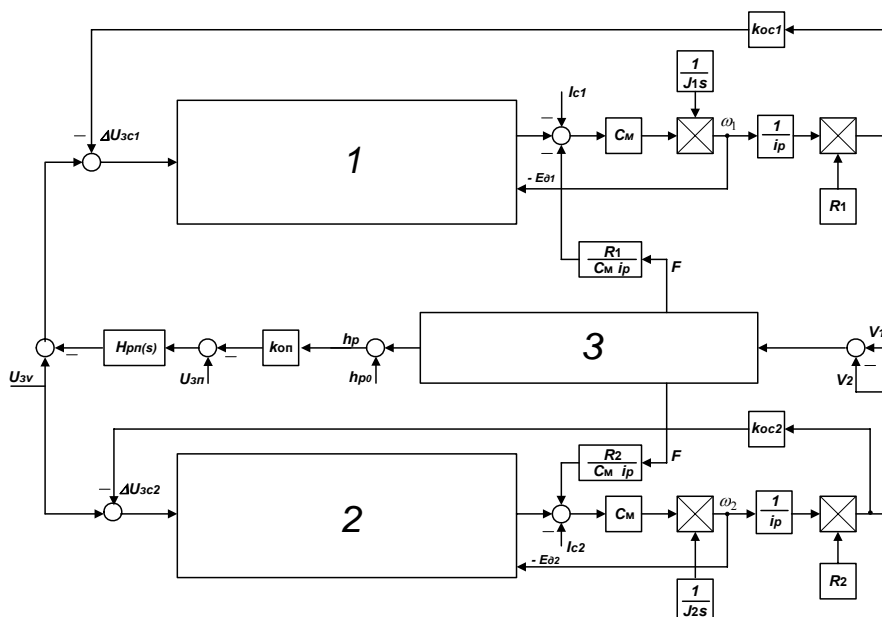 kос1
1
J1s
Iс1
ΔUзс1
1
Cм
ω1
1
ip
- Eд1
R1
R1
Cм ip
F
Hрп(s)
kоп
hp
3
V1
V2
Uзv
Uзп
hp0
kос2
R2
Cм ip
F
ΔUзс2
2
Cм
ω2
1
ip
Iс2
- Eд2
R2
1
J2s